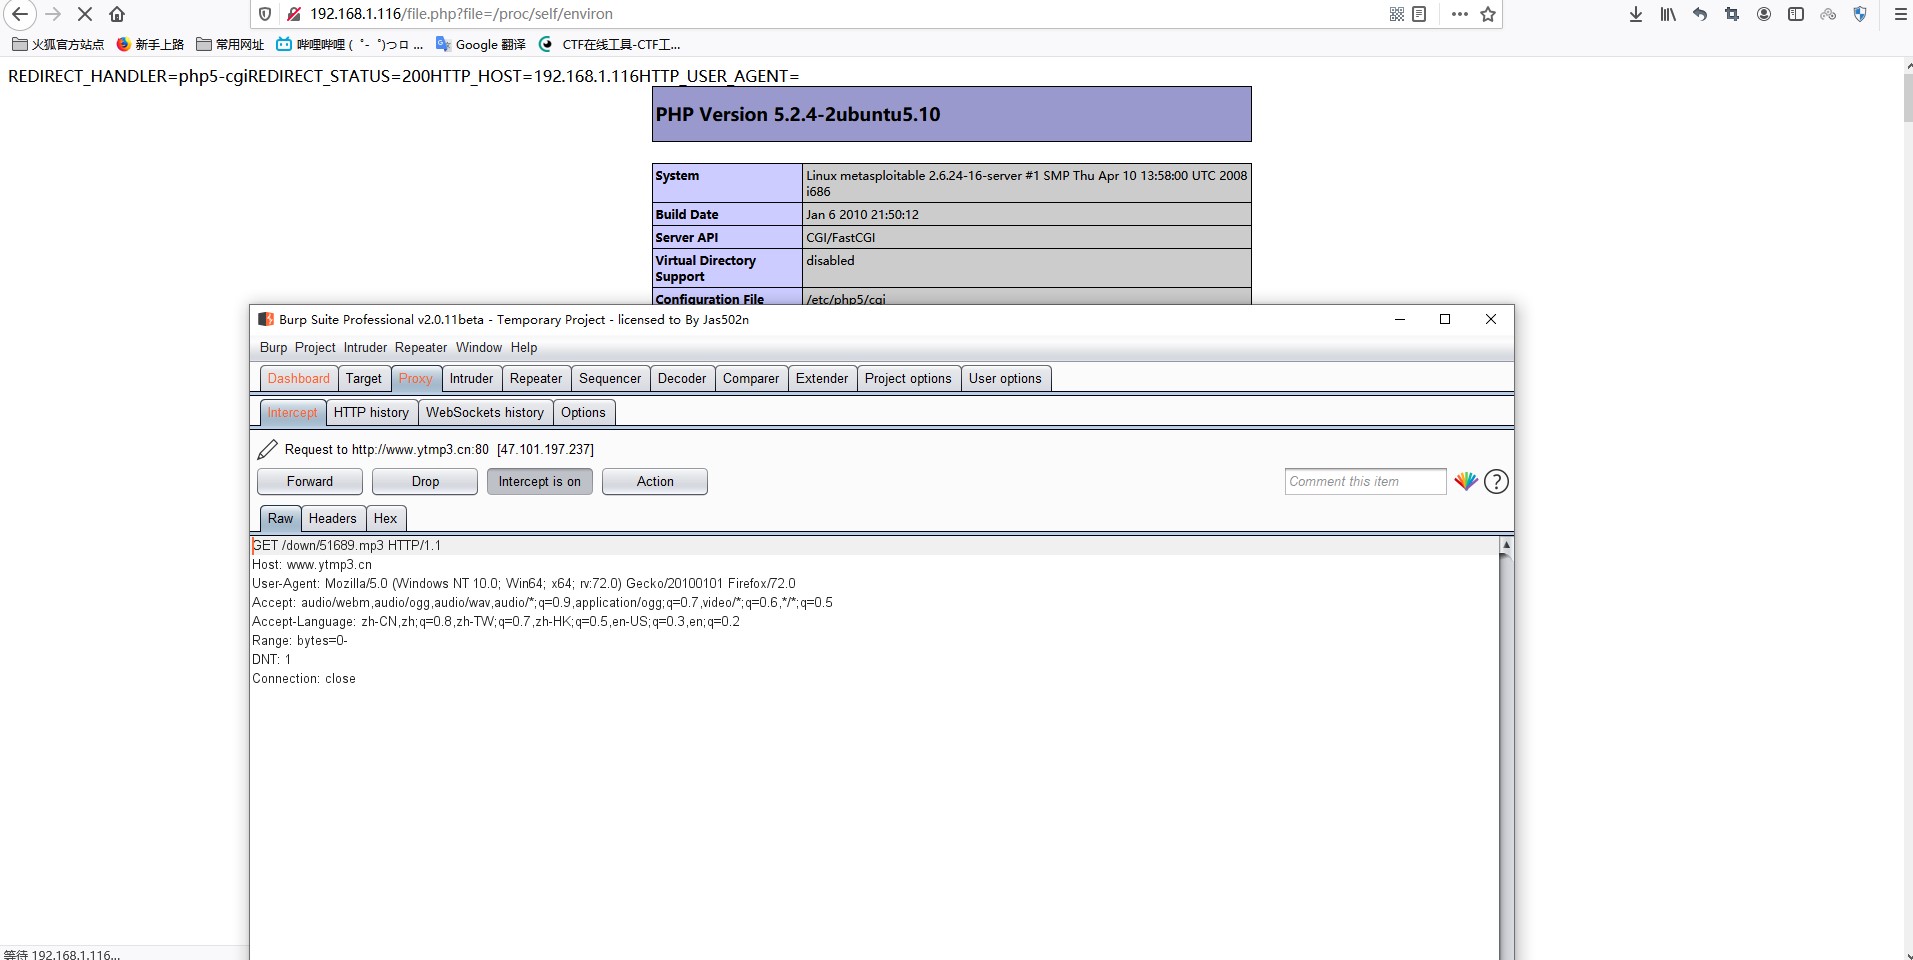 192.168.1.116/file.php?file=/proc/self/environ
火狐官方站点 新手上路 常用网址 哔哩哔哩 ( ゜- ゜)つロ ... Google 翻译 CTF在线工具-CTF工...
REDIRECT_HANDLER=php5-cgiREDIRECT_STATUS=200HTTP_HOST=192.168.1.116HTTP_USER_AGENT=
PHP Version 5.2.4-2ubuntu5.10
System Linux metasploitable 2.6.24-16-server #1 SMP Thu Apr 10 13:58:00 UTC 2008
i686
Build Date Jan 6 2010 21:50:12
Server API CGI/FastCGI
Virtual Directory disabled
Support
Configuration File /etc/php5/cgi
Burp Suite Professional v2.0.11beta - Temporary Project - licensed to By Jas502n
Burp Project Intruder Repeater Window Help
Dashboard Target Proxy Intruder Repeater Sequencer Decoder Comparer Extender Project options User options
Intercept HTTP history WebSockets history Options
Request to http://www.ytmp3.cn:80 [47.101.197.237]
Forward Drop Intercept is on Action Comment this item ?
Raw Headers Hex
GET /down/51689.mp3 HTTP/1.1
Host: www.ytmp3.cn
User-Agent: Mozilla/5.0 (Windows NT 10.0; Win64; x64; rv:72.0) Gecko/20100101 Firefox/72.0
Accept: audio/webm,audio/ogg,audio/wav,audio/*;q=0.9,application/ogg;q=0.7,video/*;q=0.6,*/*;q=0.5
Accept-Language: zh-CN,zh;q=0.8,zh-TW;q=0.7,zh-HK;q=0.5,en-US;q=0.3,en;q=0.2
Range: bytes=0-
DNT: 1
Connection: close
等待 192.168.1.116...